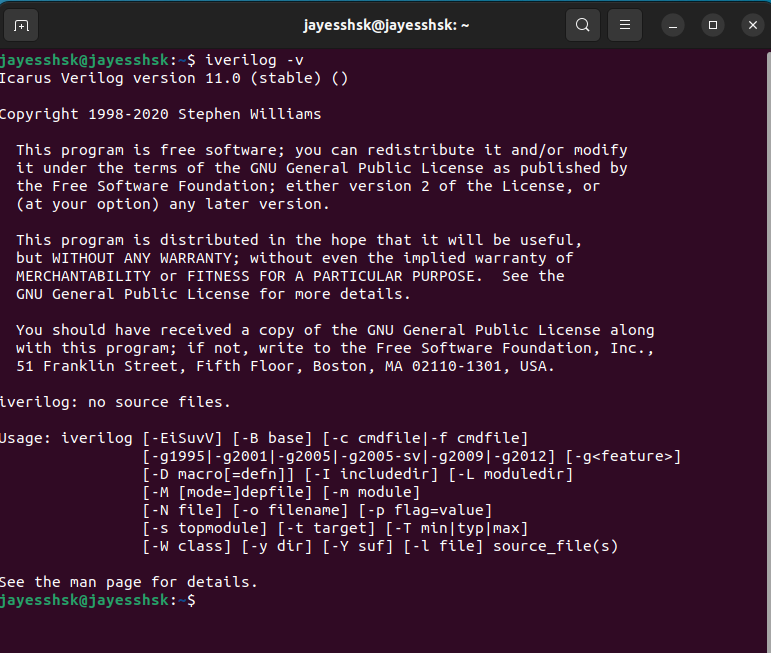 jayesshsk@jayesshsk: ~
jayesshsk@jayesshsk:~$ iverilog -v
Icarus Verilog version 11.0 (stable) ()

Copyright 1998-2020 Stephen Williams

  This program is free software; you can redistribute it and/or modify
  it under the terms of the GNU General Public License as published by
  the Free Software Foundation; either version 2 of the License, or
  (at your option) any later version.

  This program is distributed in the hope that it will be useful,
  but WITHOUT ANY WARRANTY; without even the implied warranty of
  MERCHANTABILITY or FITNESS FOR A PARTICULAR PURPOSE.  See the
  GNU General Public License for more details.

  You should have received a copy of the GNU General Public License along
  with this program; if not, write to the Free Software Foundation, Inc.,
  51 Franklin Street, Fifth Floor, Boston, MA 02110-1301, USA.

iverilog: no source files.

Usage: iverilog [-EiSuvV] [-B base] [-c cmdfile|-f cmdfile]
                [-g1995|-g2001|-g2005|-g2005-sv|-g2009|-g2012] [-g<feature>]
                [-D macro[=defn]] [-I includedir] [-L moduledir]
                [-M [mode=]depfile] [-m module]
                [-N file] [-o filename] [-p flag=value]
                [-s topmodule] [-t target] [-T min|typ|max]
                [-W class] [-y dir] [-Y suf] [-l file] source_file(s)

See the man page for details.
jayesshsk@jayesshsk:~$